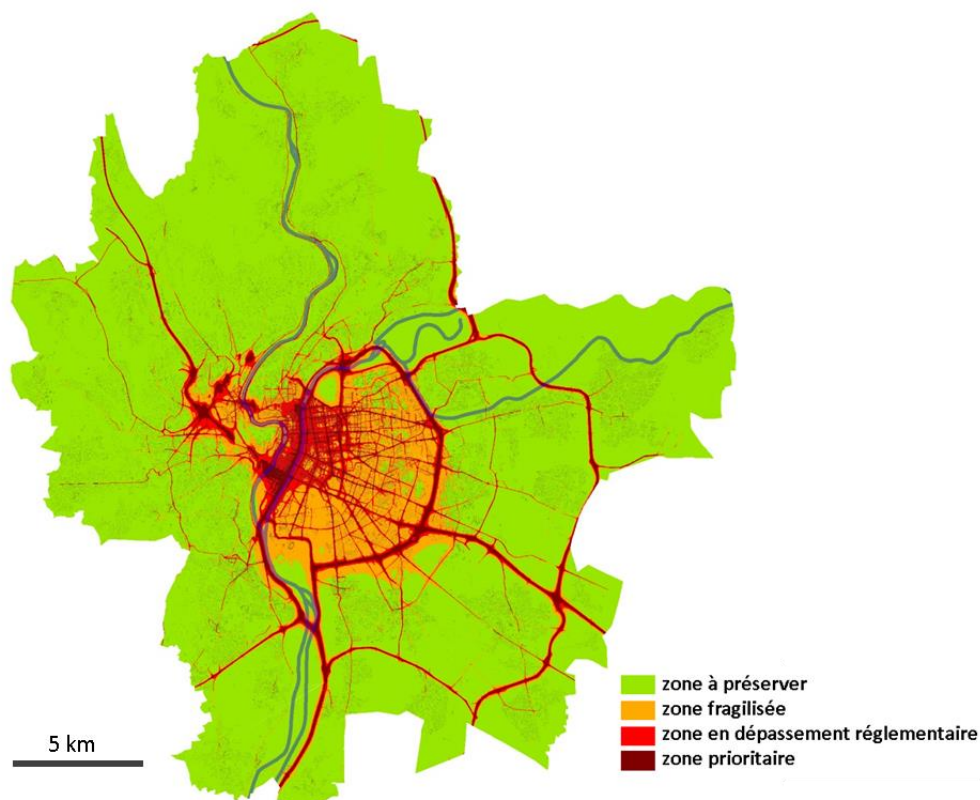 zone à préserver
zone fragilisée
zone en dépassement réglementaire
zone prioritaire
5 km